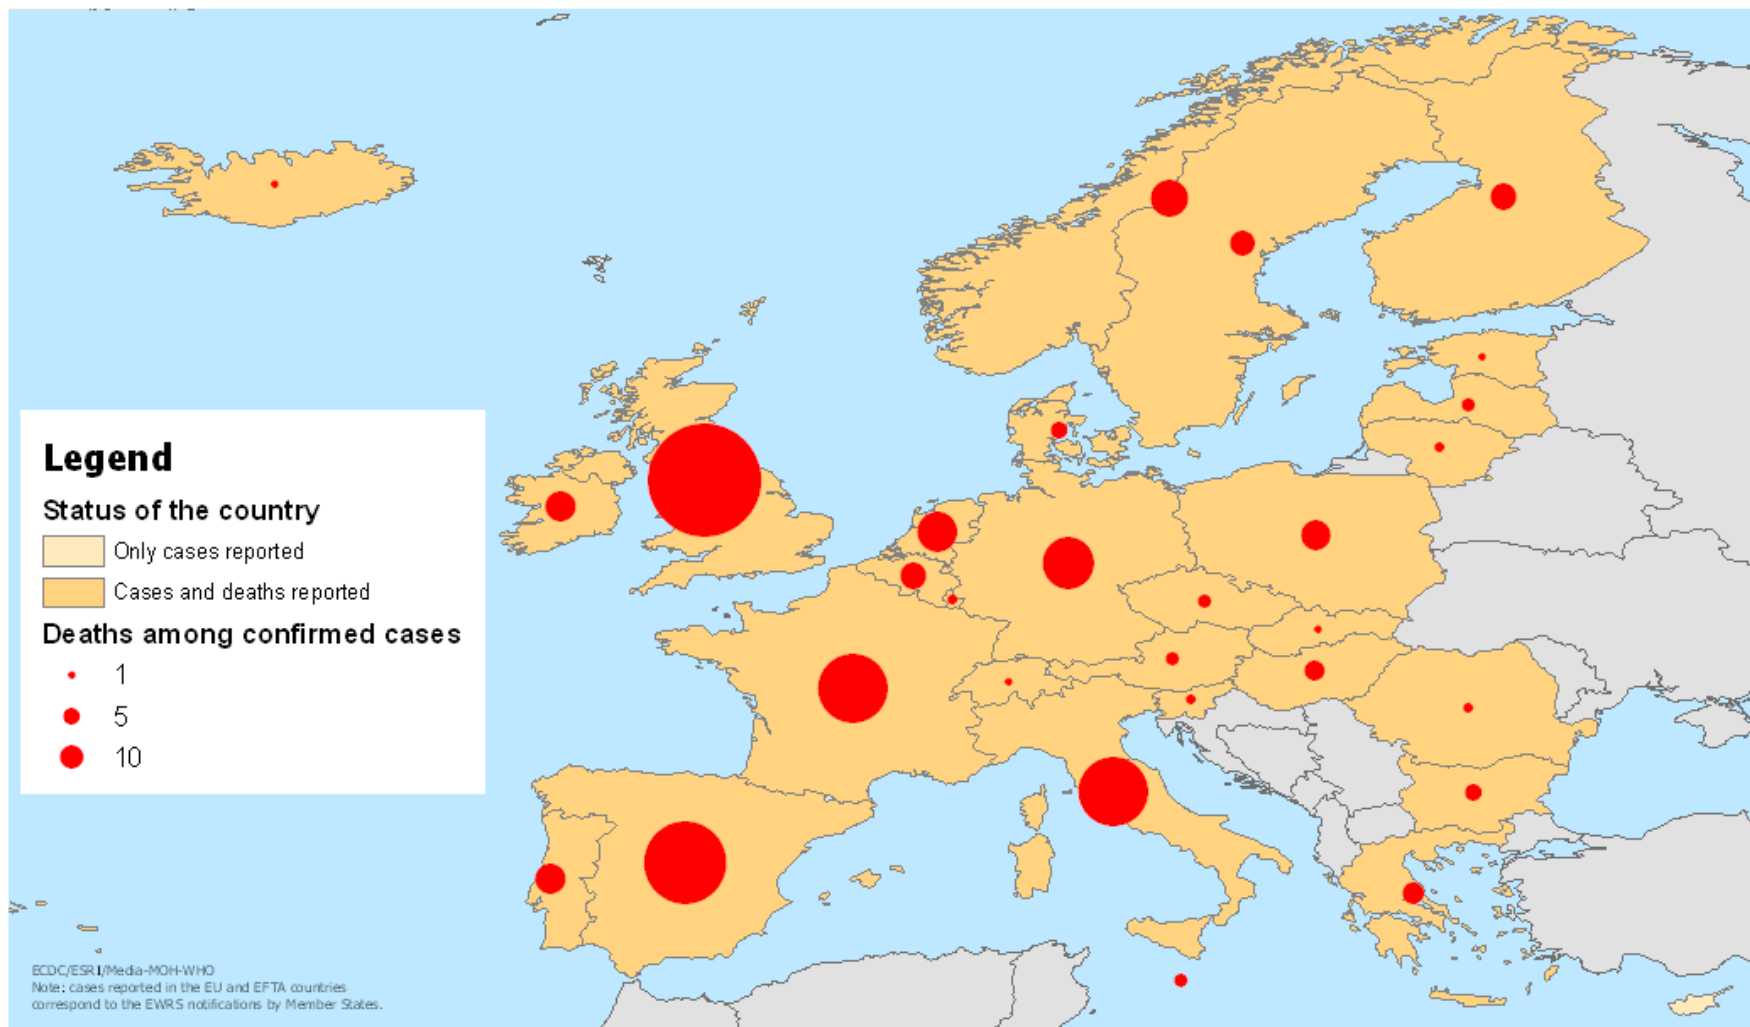 Legend
Status of the country
Only cases reported
Cases and deaths reported
Deaths among confirmed cases
1
5
10
ECDC/ESRI/Media-MOH-WHO
Note: cases reported in the EU and EFTA countries
correspond to the EWRS notifications by Member States.